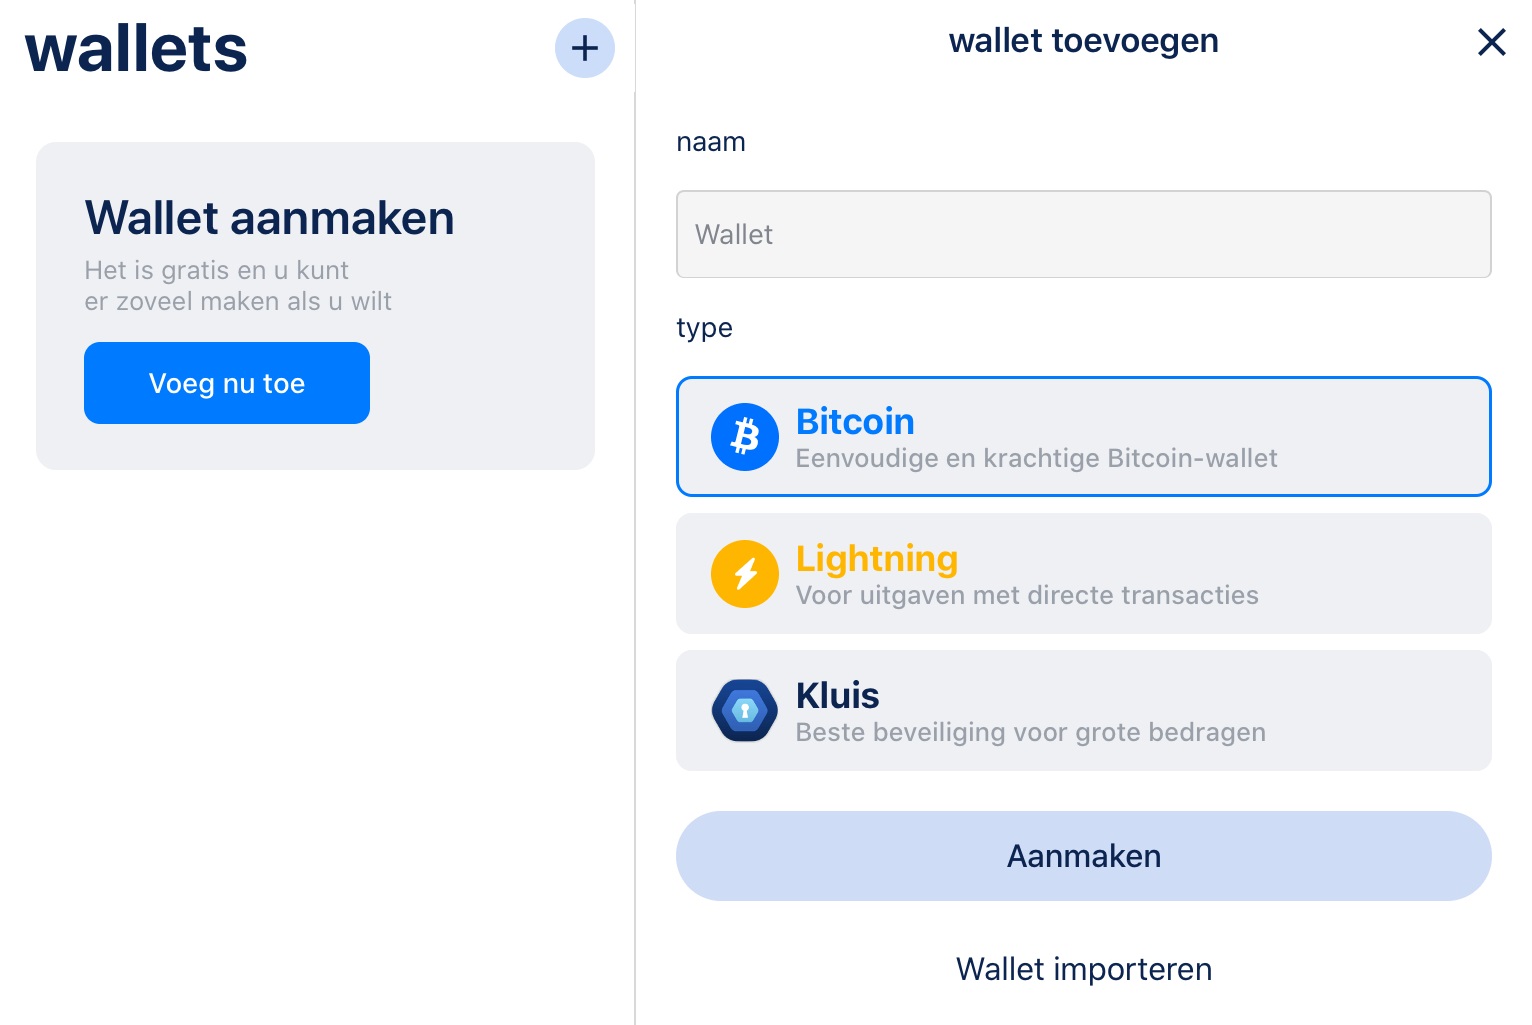 wallets
Wallet aanmaken
Het is gratis en u kunt
er zoveel maken als u wilt
Voeg nu toe
wallet toevoegen
naam
Wallet
type
Bitcoin
Eenvoudige en krachtige Bitcoin-wallet
Lightning
Voor uitgaven met directe transacties
Kluis
Beste beveiliging voor grote bedragen
Aanmaken
Wallet importeren